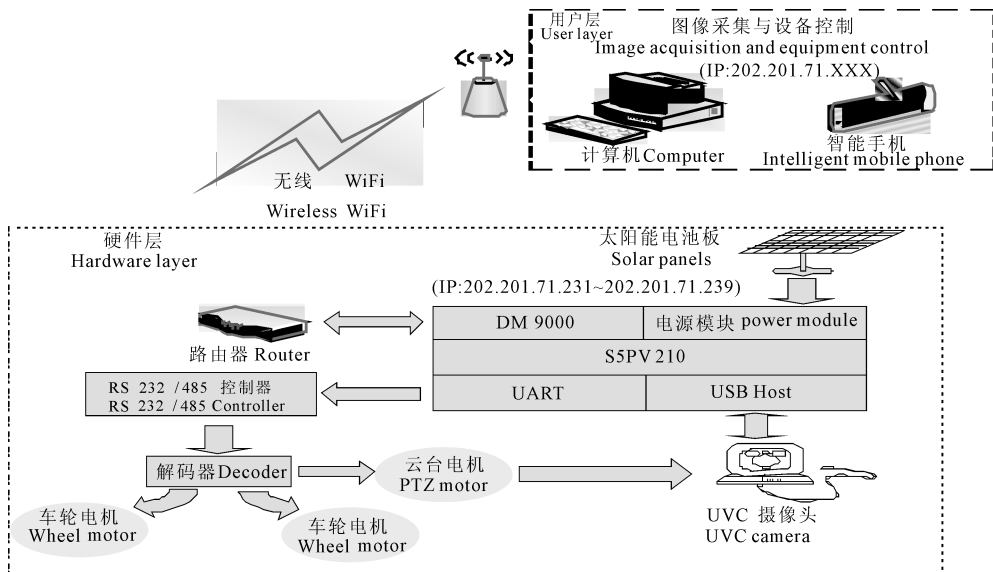 用户层
User layer
图像采集与设备控制
Image acquisition and equipment control
(IP:202.201.71.XXX)
计算机Computer
智能手机
Intelligent mobile phone
无线 WiFi
Wireless WiFi
硬件层
Hardware layer
太阳能电池板
Solar panels
(IP:202.201.71.231~202.201.71.239)
路由器 Router
DM 9000
电源模块 power module
S5PV 210
UART
USB Host
RS 232 /485 控制器
RS 232 /485 Controller
解码器Decoder
云台电机
PTZ motor
车轮电机
Wheel motor
车轮电机
Wheel motor
UVC 摄像头
UVC camera